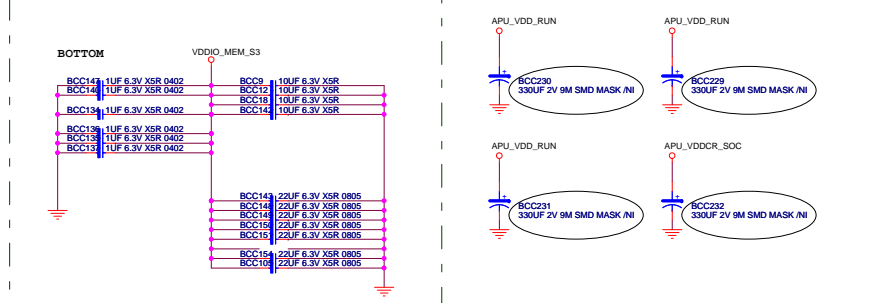 BOTTOM
VDDIO_MEM_S3
BCC147 1UF 6.3V X5R 0402
BCC140 1UF 6.3V X5R 0402
BCC134 1UF 6.3V X5R 0402
BCC136 1UF 6.3V X5R 0402
BCC135 1UF 6.3V X5R 0402
BCC137 1UF 6.3V X5R 0402
BCC9 10UF 6.3V X5R
BCC12 10UF 6.3V X5R
BCC18 10UF 6.3V X5R
BCC142 10UF 6.3V X5R
BCC143 22UF 6.3V X5R 0805
BCC148 22UF 6.3V X5R 0805
BCC149 22UF 6.3V X5R 0805
BCC150 22UF 6.3V X5R 0805
BCC151 22UF 6.3V X5R 0805
BCC154 22UF 6.3V X5R 0805
BCC105 22UF 6.3V X5R 0805
APU_VDD_RUN
BCC230
330UF 2V 9M SMD MASK /NI
APU_VDD_RUN
BCC229
330UF 2V 9M SMD MASK /NI
APU_VDD_RUN
BCC231
330UF 2V 9M SMD MASK /NI
APU_VDDCR_SOC
BCC232
330UF 2V 9M SMD MASK /NI